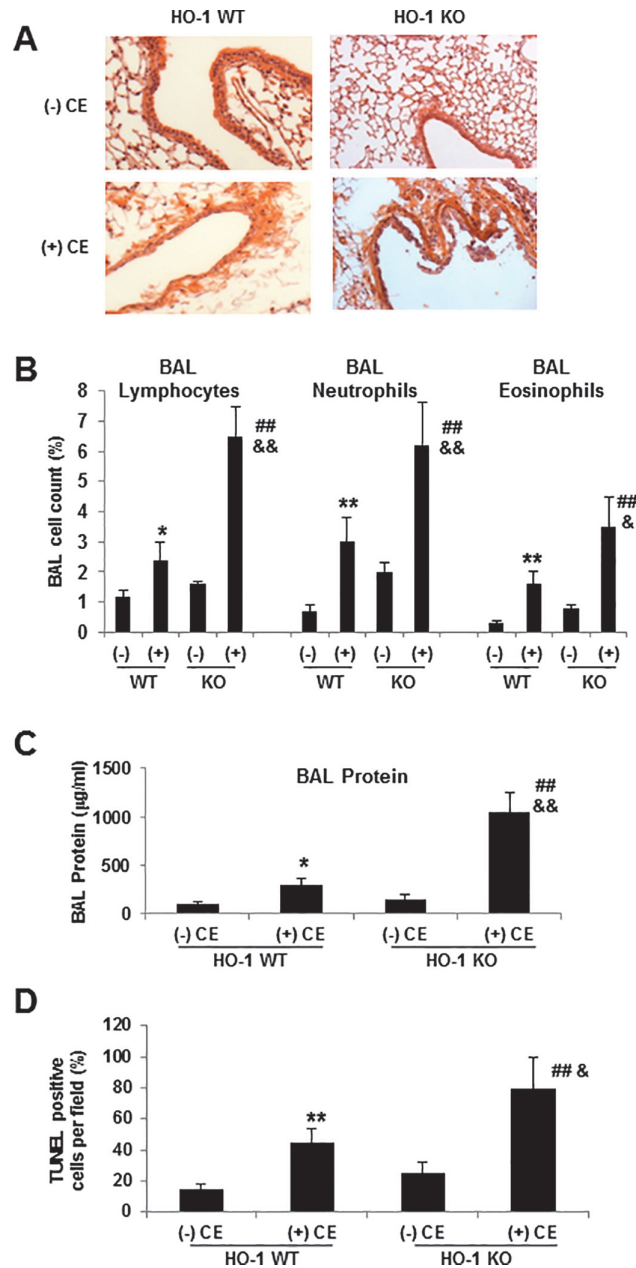 HO-1 WT HO-1 KO
A
(-) CE
(+) CE
B
BAL Lymphocytes
BAL Neutrophils
BAL Eosinophils
BAL cell count (%)
8
7
6
5
4
3
2
1
0
*
##
&&
**
##
&&
**
##
&
(-) (+) (-) (+) (-) (+) (-) (+) (-) (+) (-) (+)
WT KO WT KO WT KO
C
BAL Protein
BAL Protein (µg/ml)
1500
1000
500
0
*
##
&&
(-) CE (+) CE (-) CE (+) CE
HO-1 WT HO-1 KO
D
TUNEL positive
cells per field (%)
120
100
80
60
40
20
0
**
## &
(-) CE (+) CE (-) CE (+) CE
HO-1 WT HO-1 KO